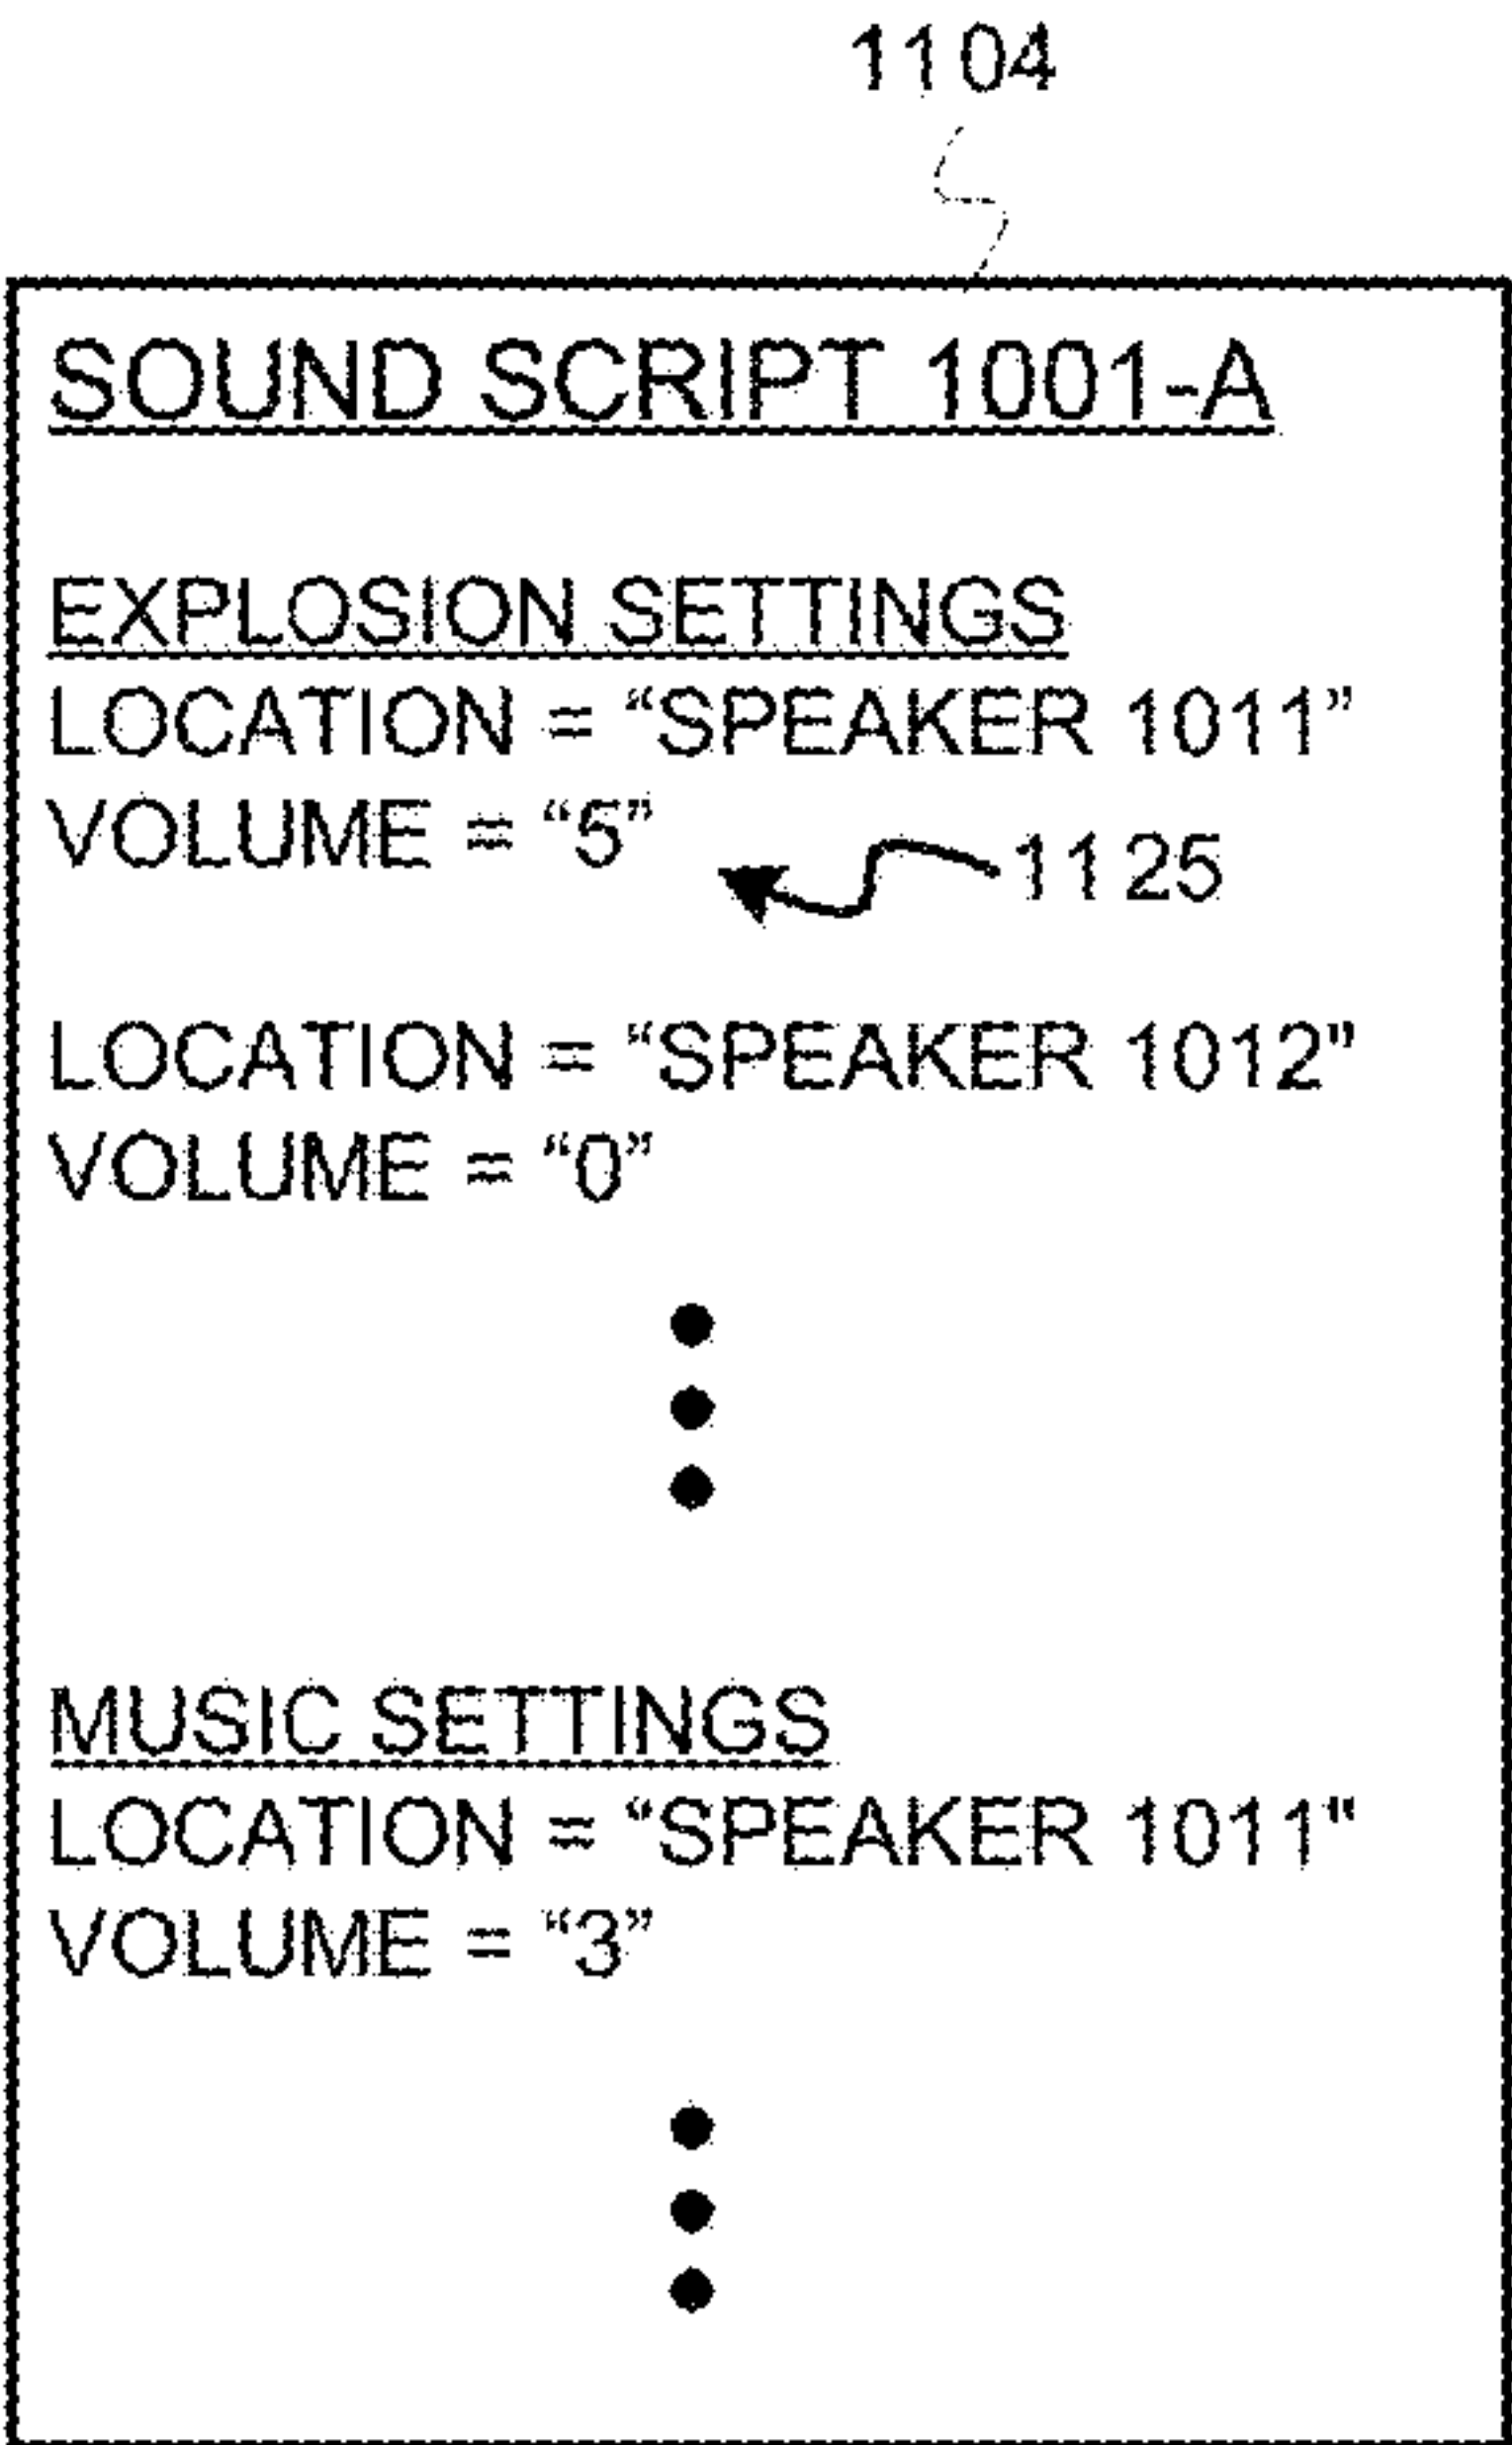 1104
SOUND SCRIPT 1001-A
EXPLOSION SETTINGS
LOCATION = “SPEAKER 1011”
VOLUME = “5”
1125
LOCATION = “SPEAKER 1012"
VOLUME = “0”
MUSIC SETTINGS
LOCATION = “SPEAKER 1011"
VOLUME = “3”